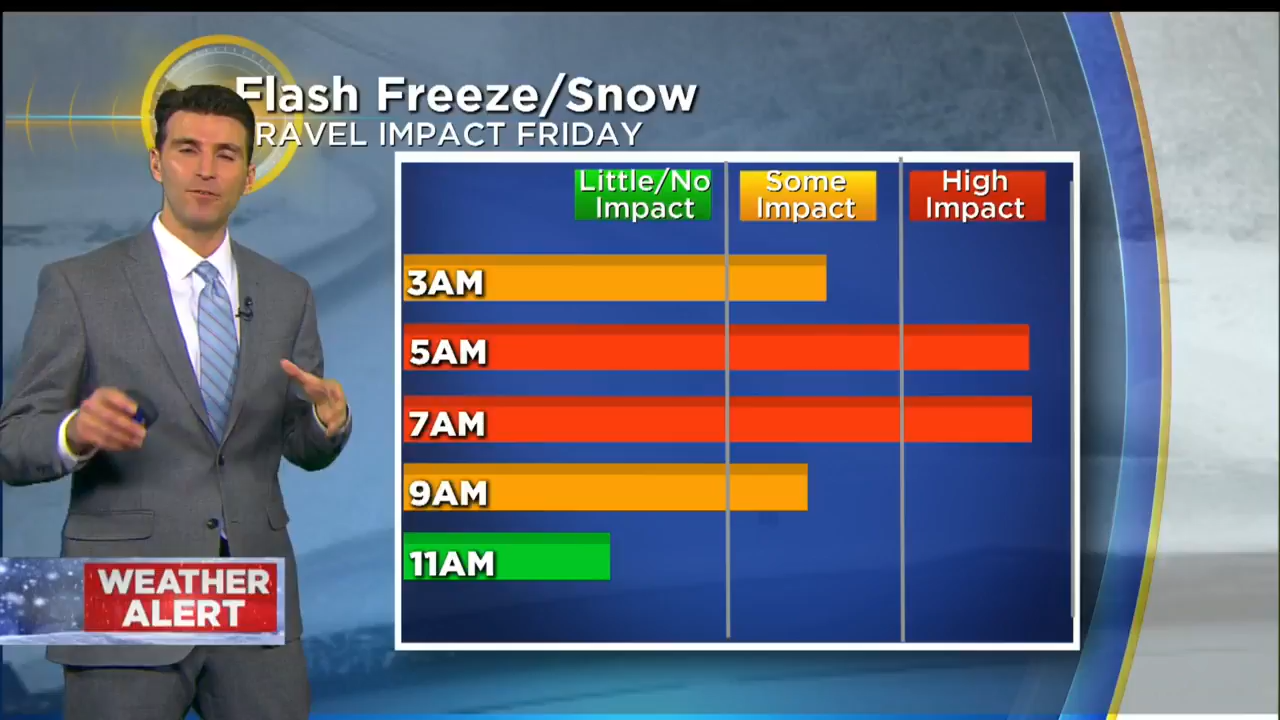 Flash Freeze/Snow
RAVEL IMPACT FRIDAY
Little/No
Impact
Some
Impact
High
Impact
3AM
5AM
7AM
9AM
11AM
WEATHER
ALERT